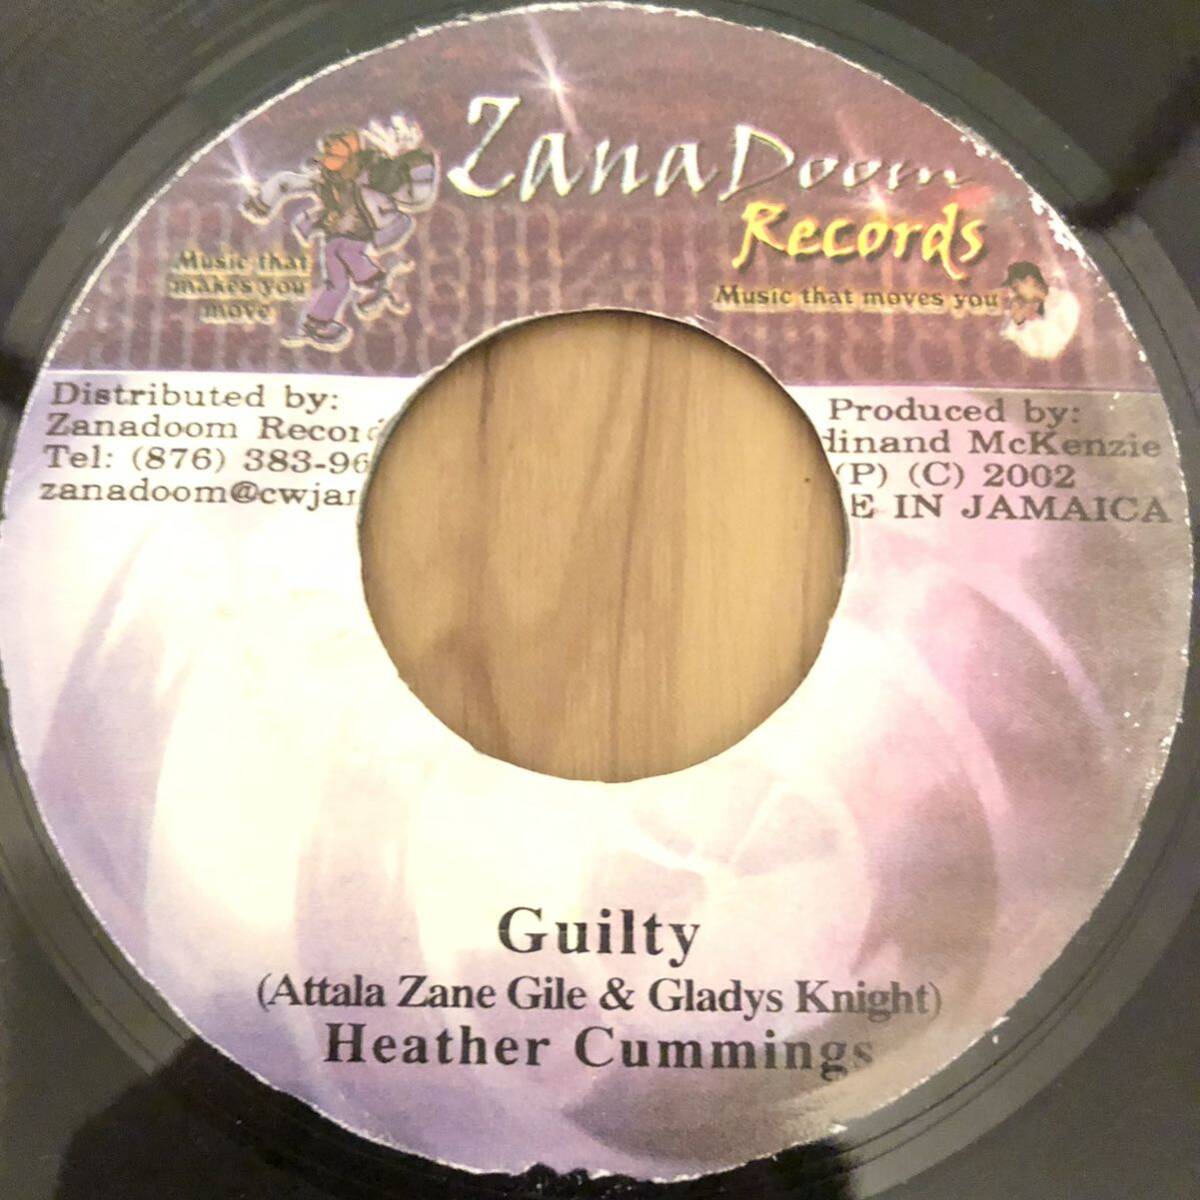 ZanaDoom
Records
Music that moves you
Music that
makes you
move
Distributed by:
Zanadoom Record
Tel: (876) 383-96
zanadoom@cwjar
Produced by:
dinand McKenzie
(P) (C) 2002
E IN JAMAICA
Guilty
(Attala Zane Gile & Gladys Knight)
Heather Cummings